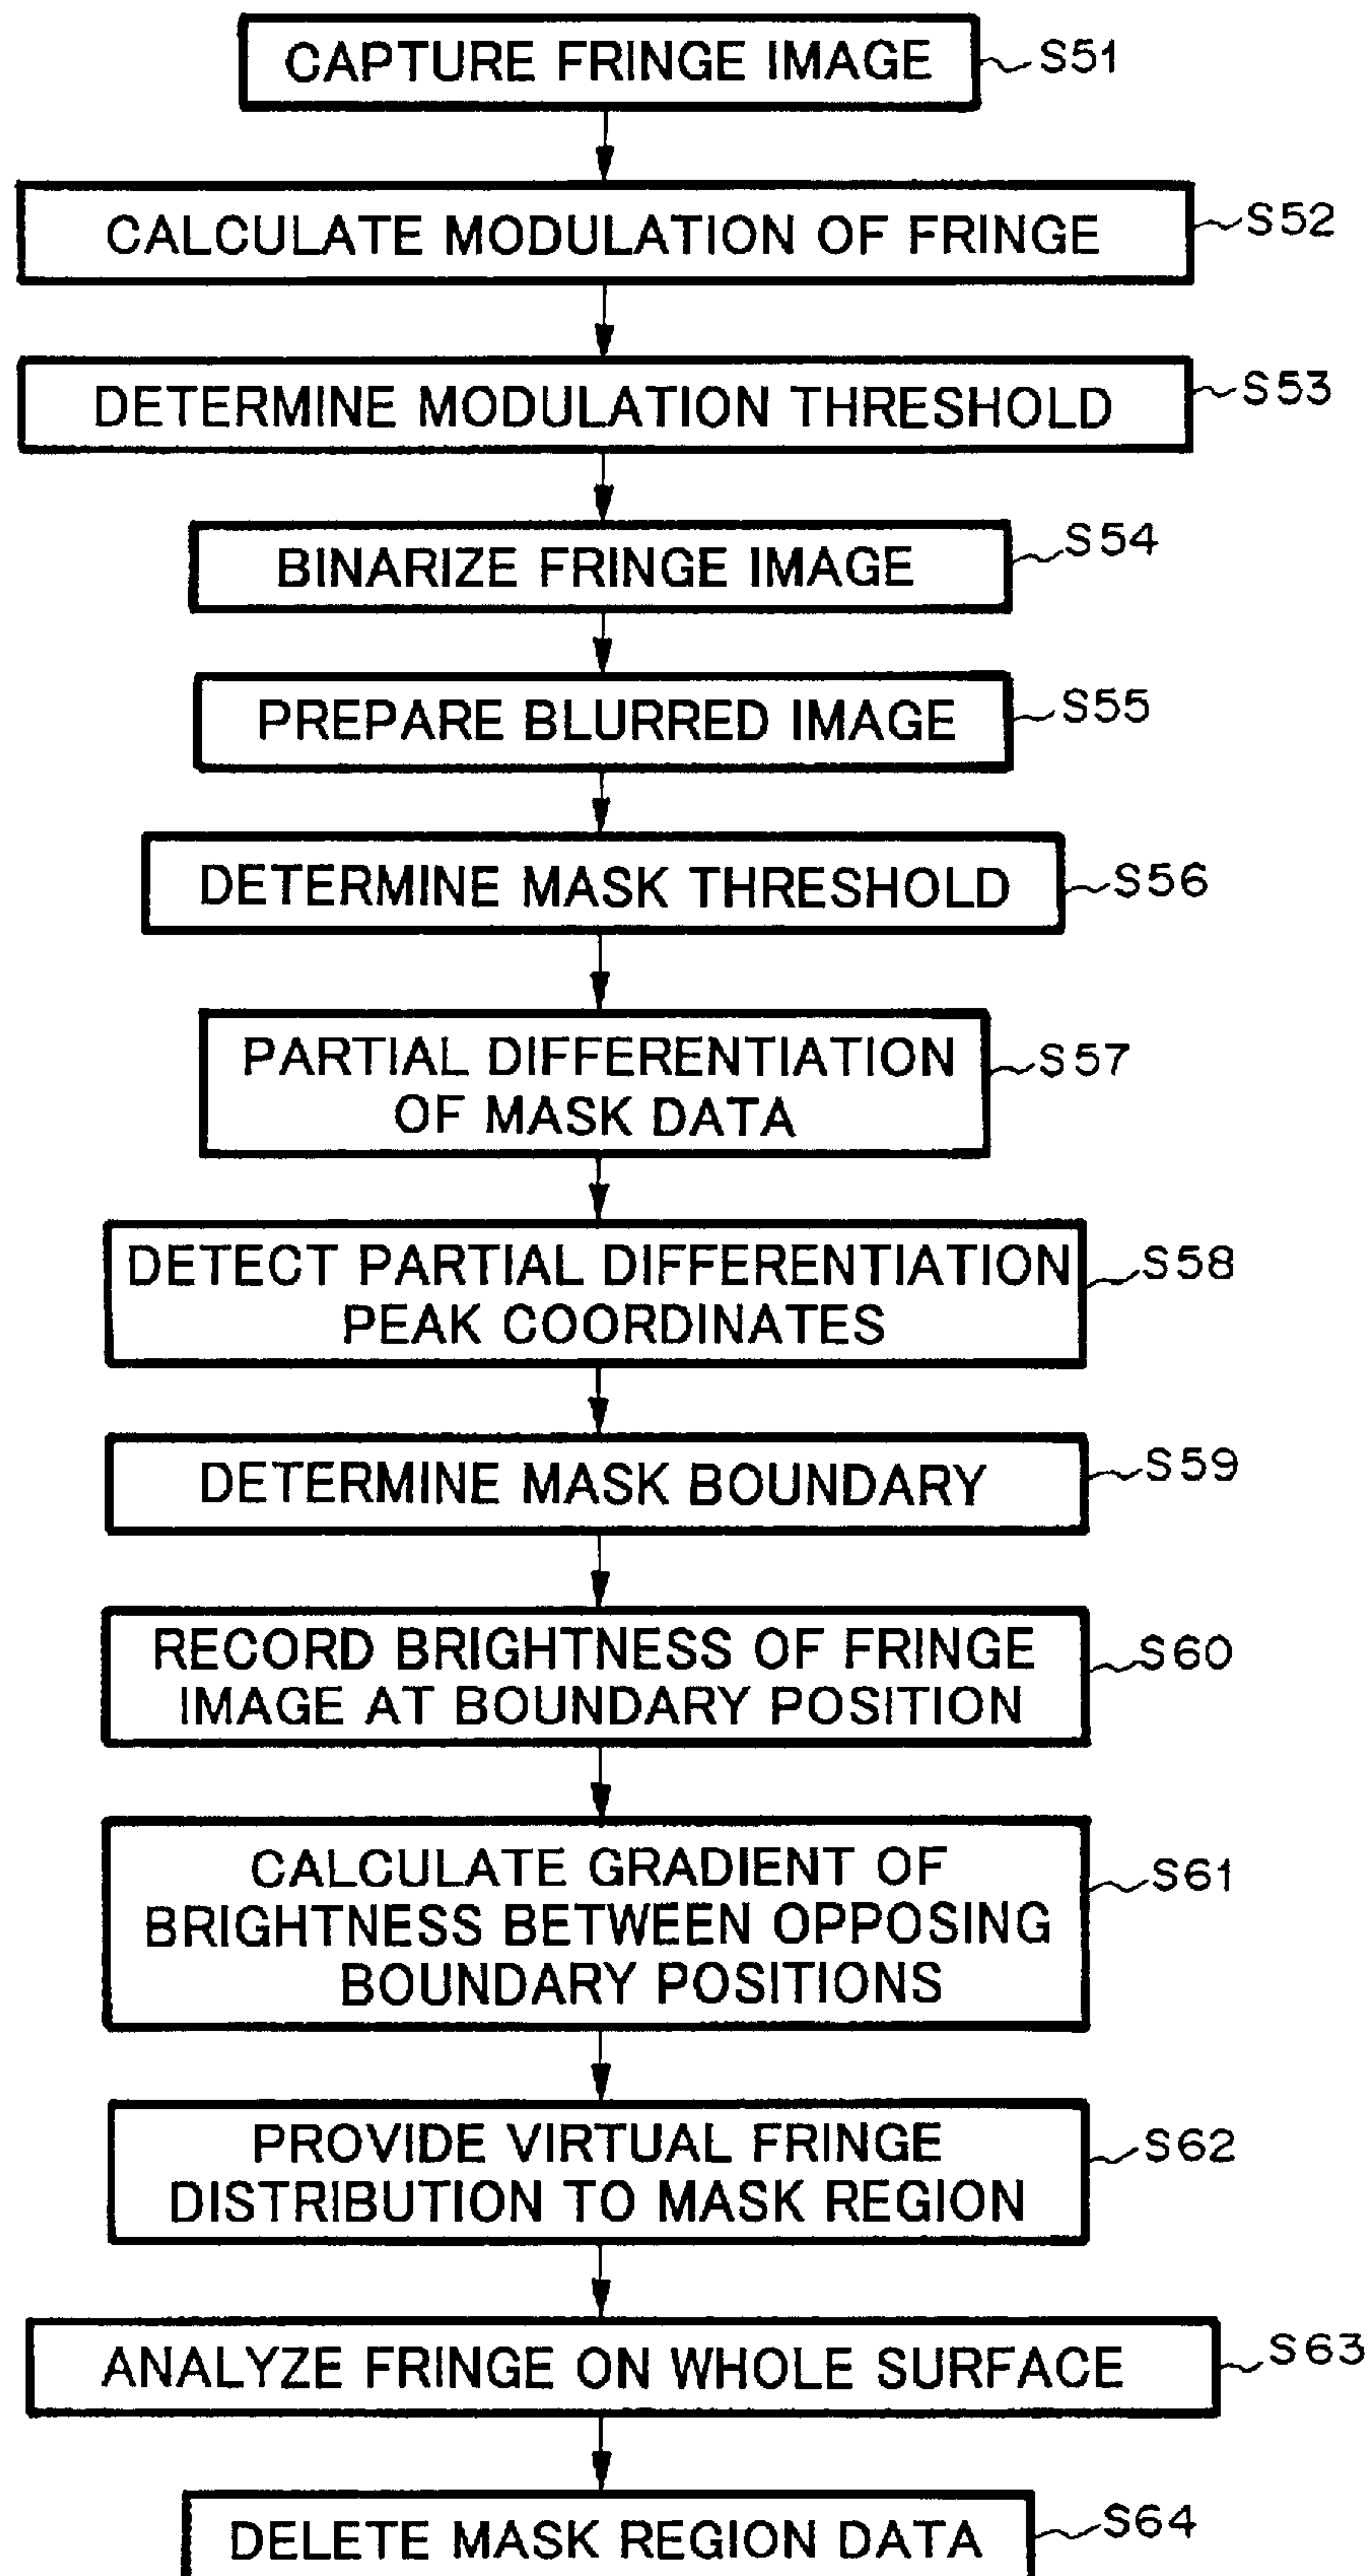 CAPTURE FRINGE IMAGE S51
CALCULATE MODULATION OF FRINGE S52
DETERMINE MODULATION THRESHOLD S53
BINARIZE FRINGE IMAGE S54
PREPARE BLURRED IMAGE S55
DETERMINE MASK THRESHOLD S56
PARTIAL DIFFERENTIATION
OF MASK DATA
S57
DETECT PARTIAL DIFFERENTIATION
PEAK COORDINATES
S58
DETERMINE MASK BOUNDARY S59
RECORD BRIGHTNESS OF FRINGE
IMAGE AT BOUNDARY POSITION
S60
CALCULATE GRADIENT OF
BRIGHTNESS BETWEEN OPPOSING
BOUNDARY POSITIONS
S61
PROVIDE VIRTUAL FRINGE
DISTRIBUTION TO MASK REGION
S62
ANALYZE FRINGE ON WHOLE SURFACE S63
DELETE MASK REGION DATA S64